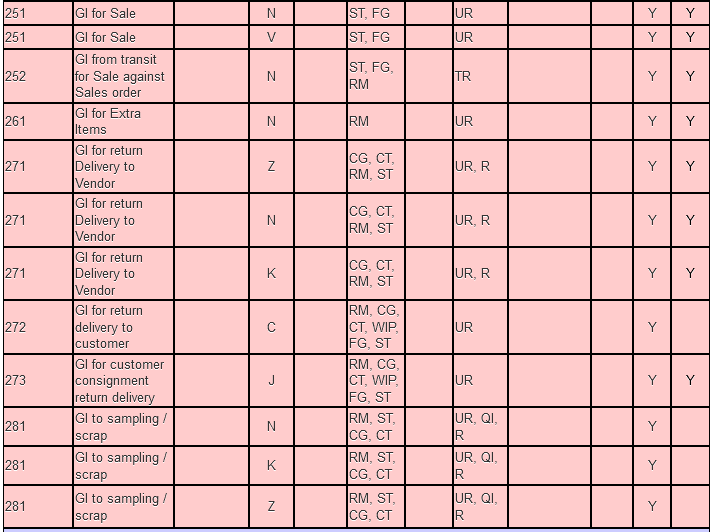 251 GI for Sale N ST, FG UR Y Y
251 GI for Sale V ST, FG UR Y Y
252 GI from transit for Sale against Sales order N ST, FG, RM TR Y Y
261 GI for Extra Items N RM UR Y Y
271 GI for return Delivery to Vendor Z CG, CT, RM, ST UR, R Y Y
271 GI for return Delivery to Vendor N CG, CT, RM, ST UR, R Y Y
271 GI for return Delivery to Vendor K CG, CT, RM, ST UR, R Y Y
272 GI for return delivery to customer C RM, CG, CT, WIP, FG, ST UR Y
273 GI for customer consignment return delivery J RM, CG, CT, WIP, FG, ST UR Y Y
281 GI to sampling / scrap N RM, ST, CG, CT UR, QI, R Y
281 GI to sampling / scrap K RM, ST, CG, CT UR, QI, R Y
281 GI to sampling / scrap Z RM, ST, CG, CT UR, QI, R Y